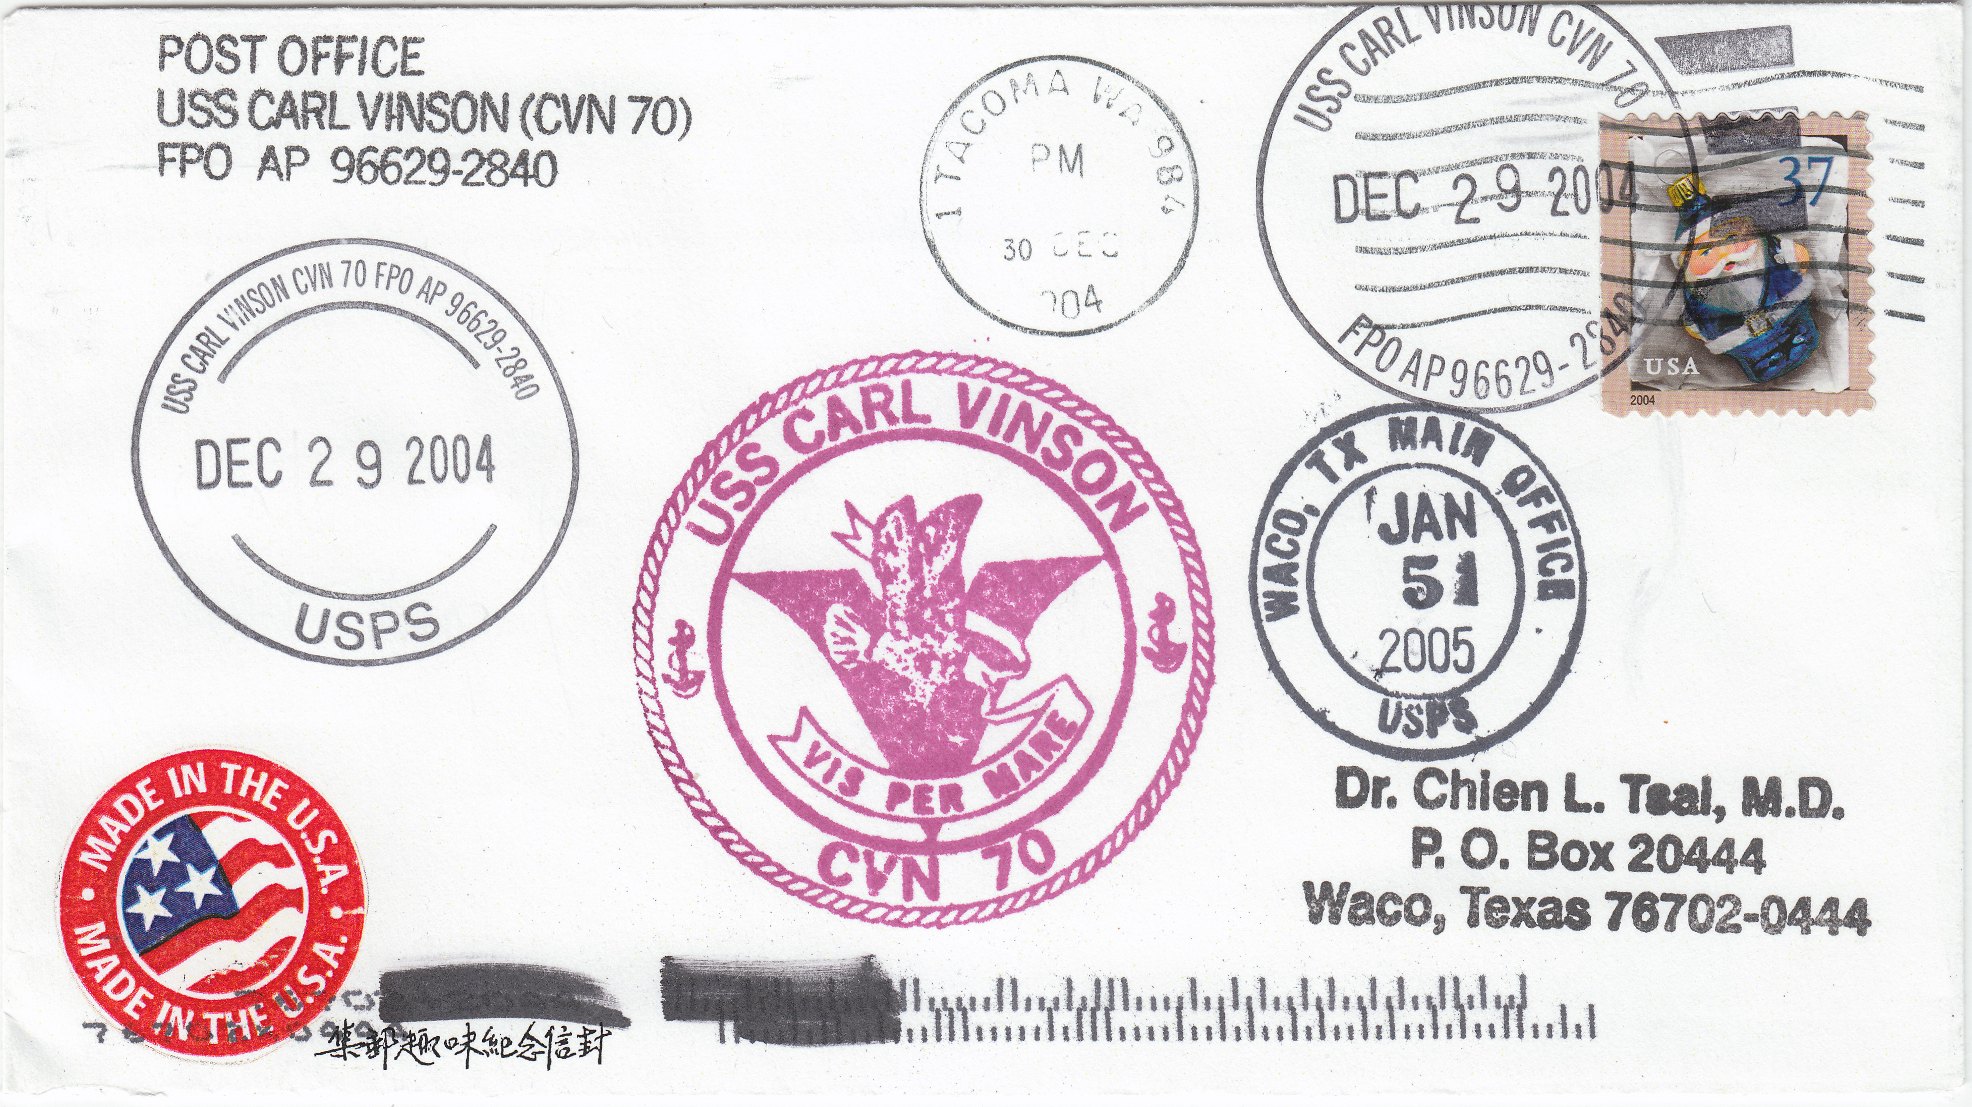 POST OFFICE
USS CARL VINSON (CVN 70)
FPO AP 96629-2840
1 TACOMA WA 984
PM
30 DEC
USS CARL VINSON CVN 70
DEC 29 2004
FPO AP 96629-2840
37
USA
2004
USS CARL VINSON CVN 70 FPO AP 96629-2840
DEC 29 2004
USPS
USS CARL VINSON
VIS PER MARE
CVN 70
WACO, TX MAIN OFFICE
JAN
51
2005
USPS
Dr. Chien L. Tsai, M.D.
P. O. Box 20444
Waco, Texas 76702-0444
MADE IN THE U.S.A.
MADE IN THE U.S.A.
集郵趣味紀念信封